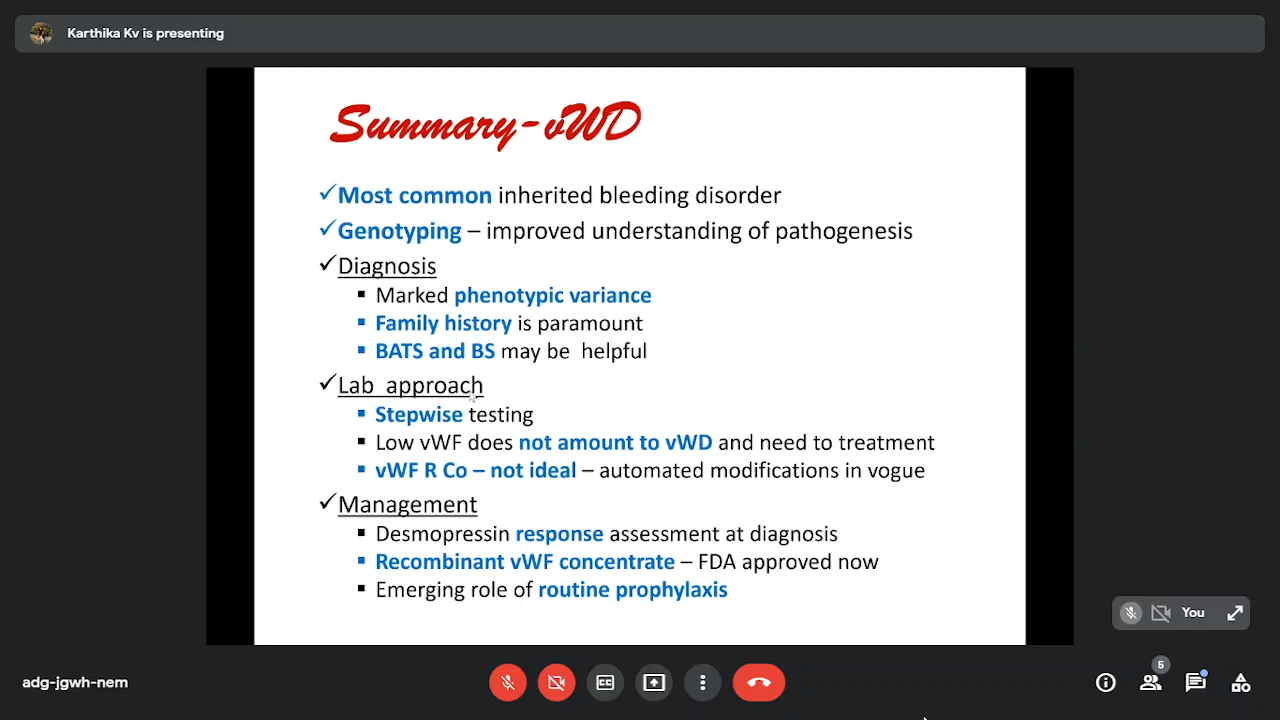 Karthika Kv is presenting
Summary-vWD
✓Most common inherited bleeding disorder
✓Genotyping – improved understanding of pathogenesis
✓Diagnosis
▪ Marked phenotypic variance
▪ Family history is paramount
▪ BATS and BS may be helpful
✓Lab approach
▪ Stepwise testing
▪ Low vWF does not amount to vWD and need to treatment
▪ vWF R Co – not ideal – automated modifications in vogue
✓Management
▪ Desmopressin response assessment at diagnosis
▪ Recombinant vWF concentrate – FDA approved now
▪ Emerging role of routine prophylaxis
You
adg-jgwh-nem
CC
5